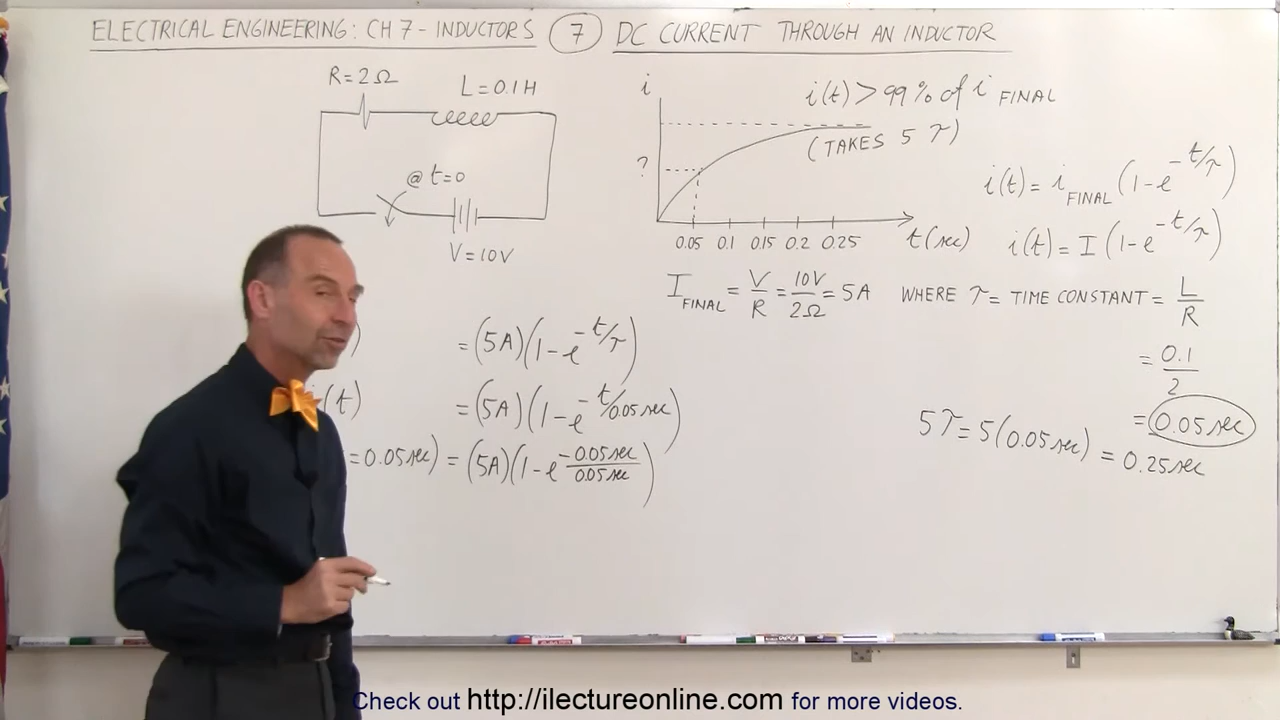 ELECTRICAL ENGINEERING: CH 7 - INDUCTORS ⑦ DC CURRENT THROUGH AN INDUCTOR
R = 2Ω
L = 0.1H
@ t=0
V = 10V
i
i(t) > 99% of i FINAL
(TAKES 5 τ)
?
0.05 0.1 0.15 0.2 0.25 t(sec)
i(t) = i FINAL (1-e^-t/τ)
i(t) = I (1-e^-t/τ)
I FINAL = V/R = 10V/2Ω = 5A
WHERE τ = TIME CONSTANT = L/R
= 0.1/2
= 0.05 sec
5τ = 5(0.05 sec) = 0.25 sec
) = (5A)(1-e^-t/τ)
(t) = (5A)(1-e^-t/0.05 sec)
=0.05 sec) = (5A)(1-e^-0.05 sec/0.05 sec)
Check out http://ilectureonline.com for more videos.